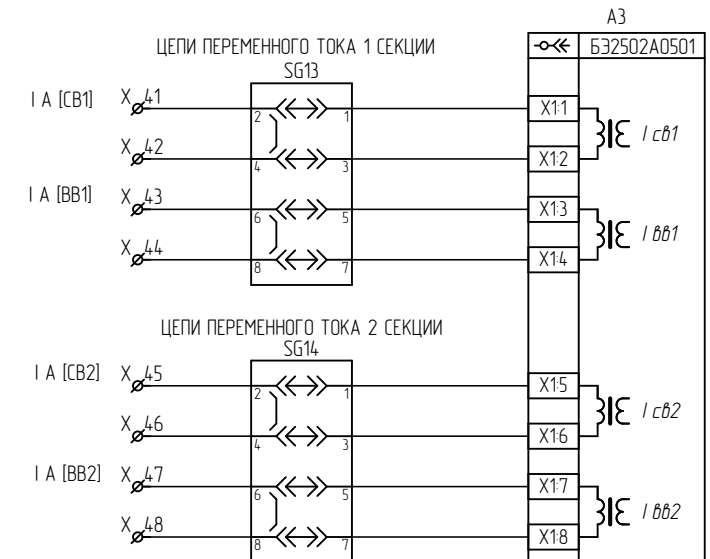 А3
ЦЕПИ ПЕРЕМЕННОГО ТОКА 1 СЕКЦИИ
БЭ2502А0501
SG13
I A [СВ1] X 41 2 1 X1:1
I св1
X 42 4 3 X1:2
I A [ВВ1] X 43 6 5 X1:3
I вв1
X 44 8 7 X1:4
ЦЕПИ ПЕРЕМЕННОГО ТОКА 2 СЕКЦИИ
SG14
I A [СВ2] X 45 2 1 X1:5
I св2
X 46 4 3 X1:6
I A [ВВ2] X 47 6 5 X1:7
I вв2
X 48 8 7 X1:8